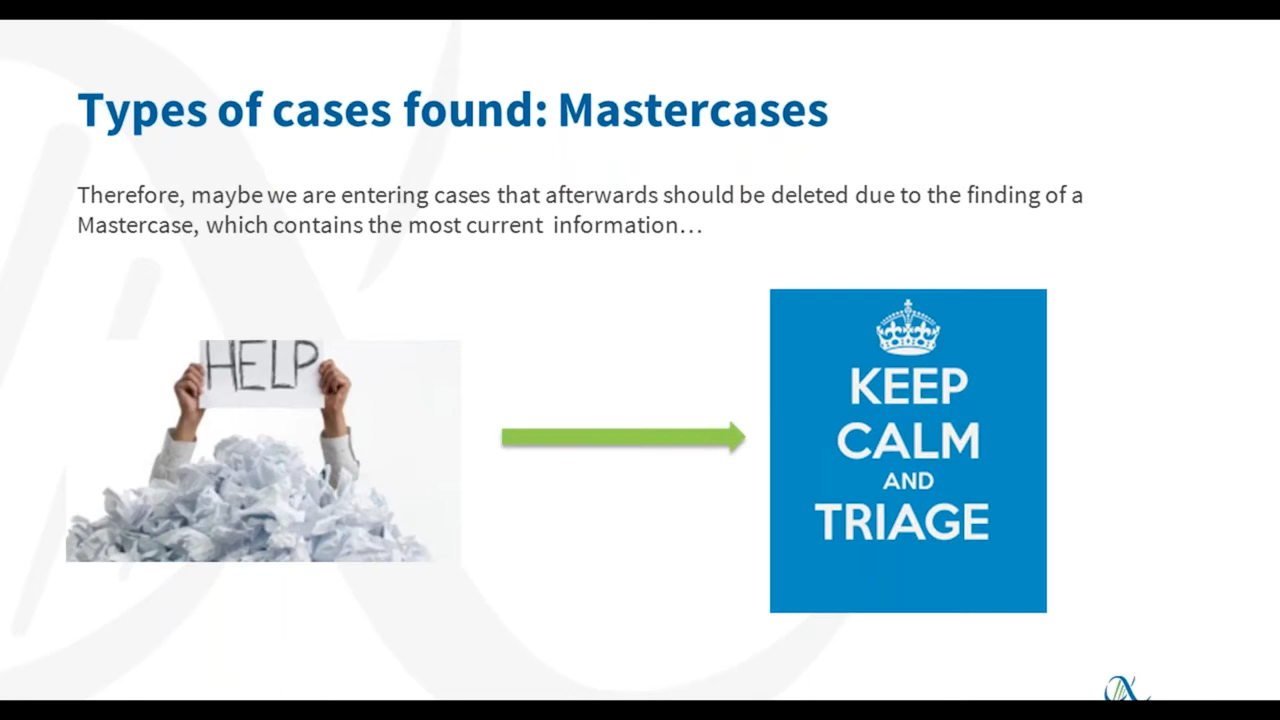 Types of cases found: Mastercases
Therefore, maybe we are entering cases that afterwards should be deleted due to the finding of a
Mastercase, which contains the most current information...
HELP
KEEP
CALM
AND
TRIAGE